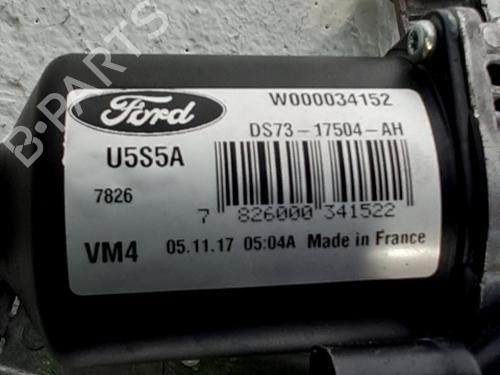 Ford
W000034152
DS73-17504-AH
U5S5A
7826
7 826000 341522
VM4 05.11.17 05:04A Made in France
B-PARTS